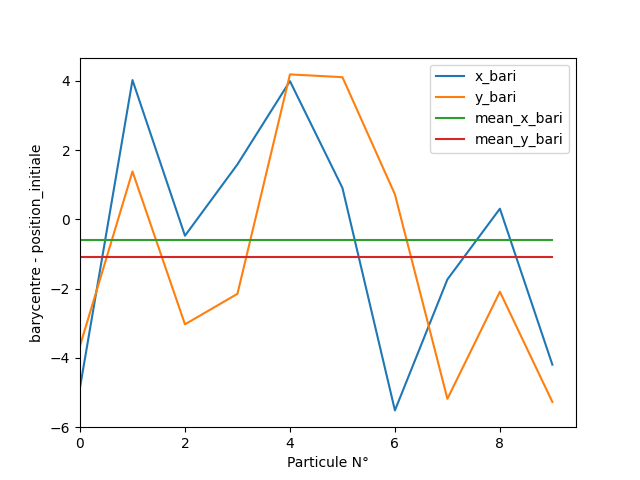 x_bari
y_bari
mean_x_bari
mean_y_bari
4
2
0
−2
−4
−6
barycentre - position_initiale
0 2 4 6 8
Particule N°